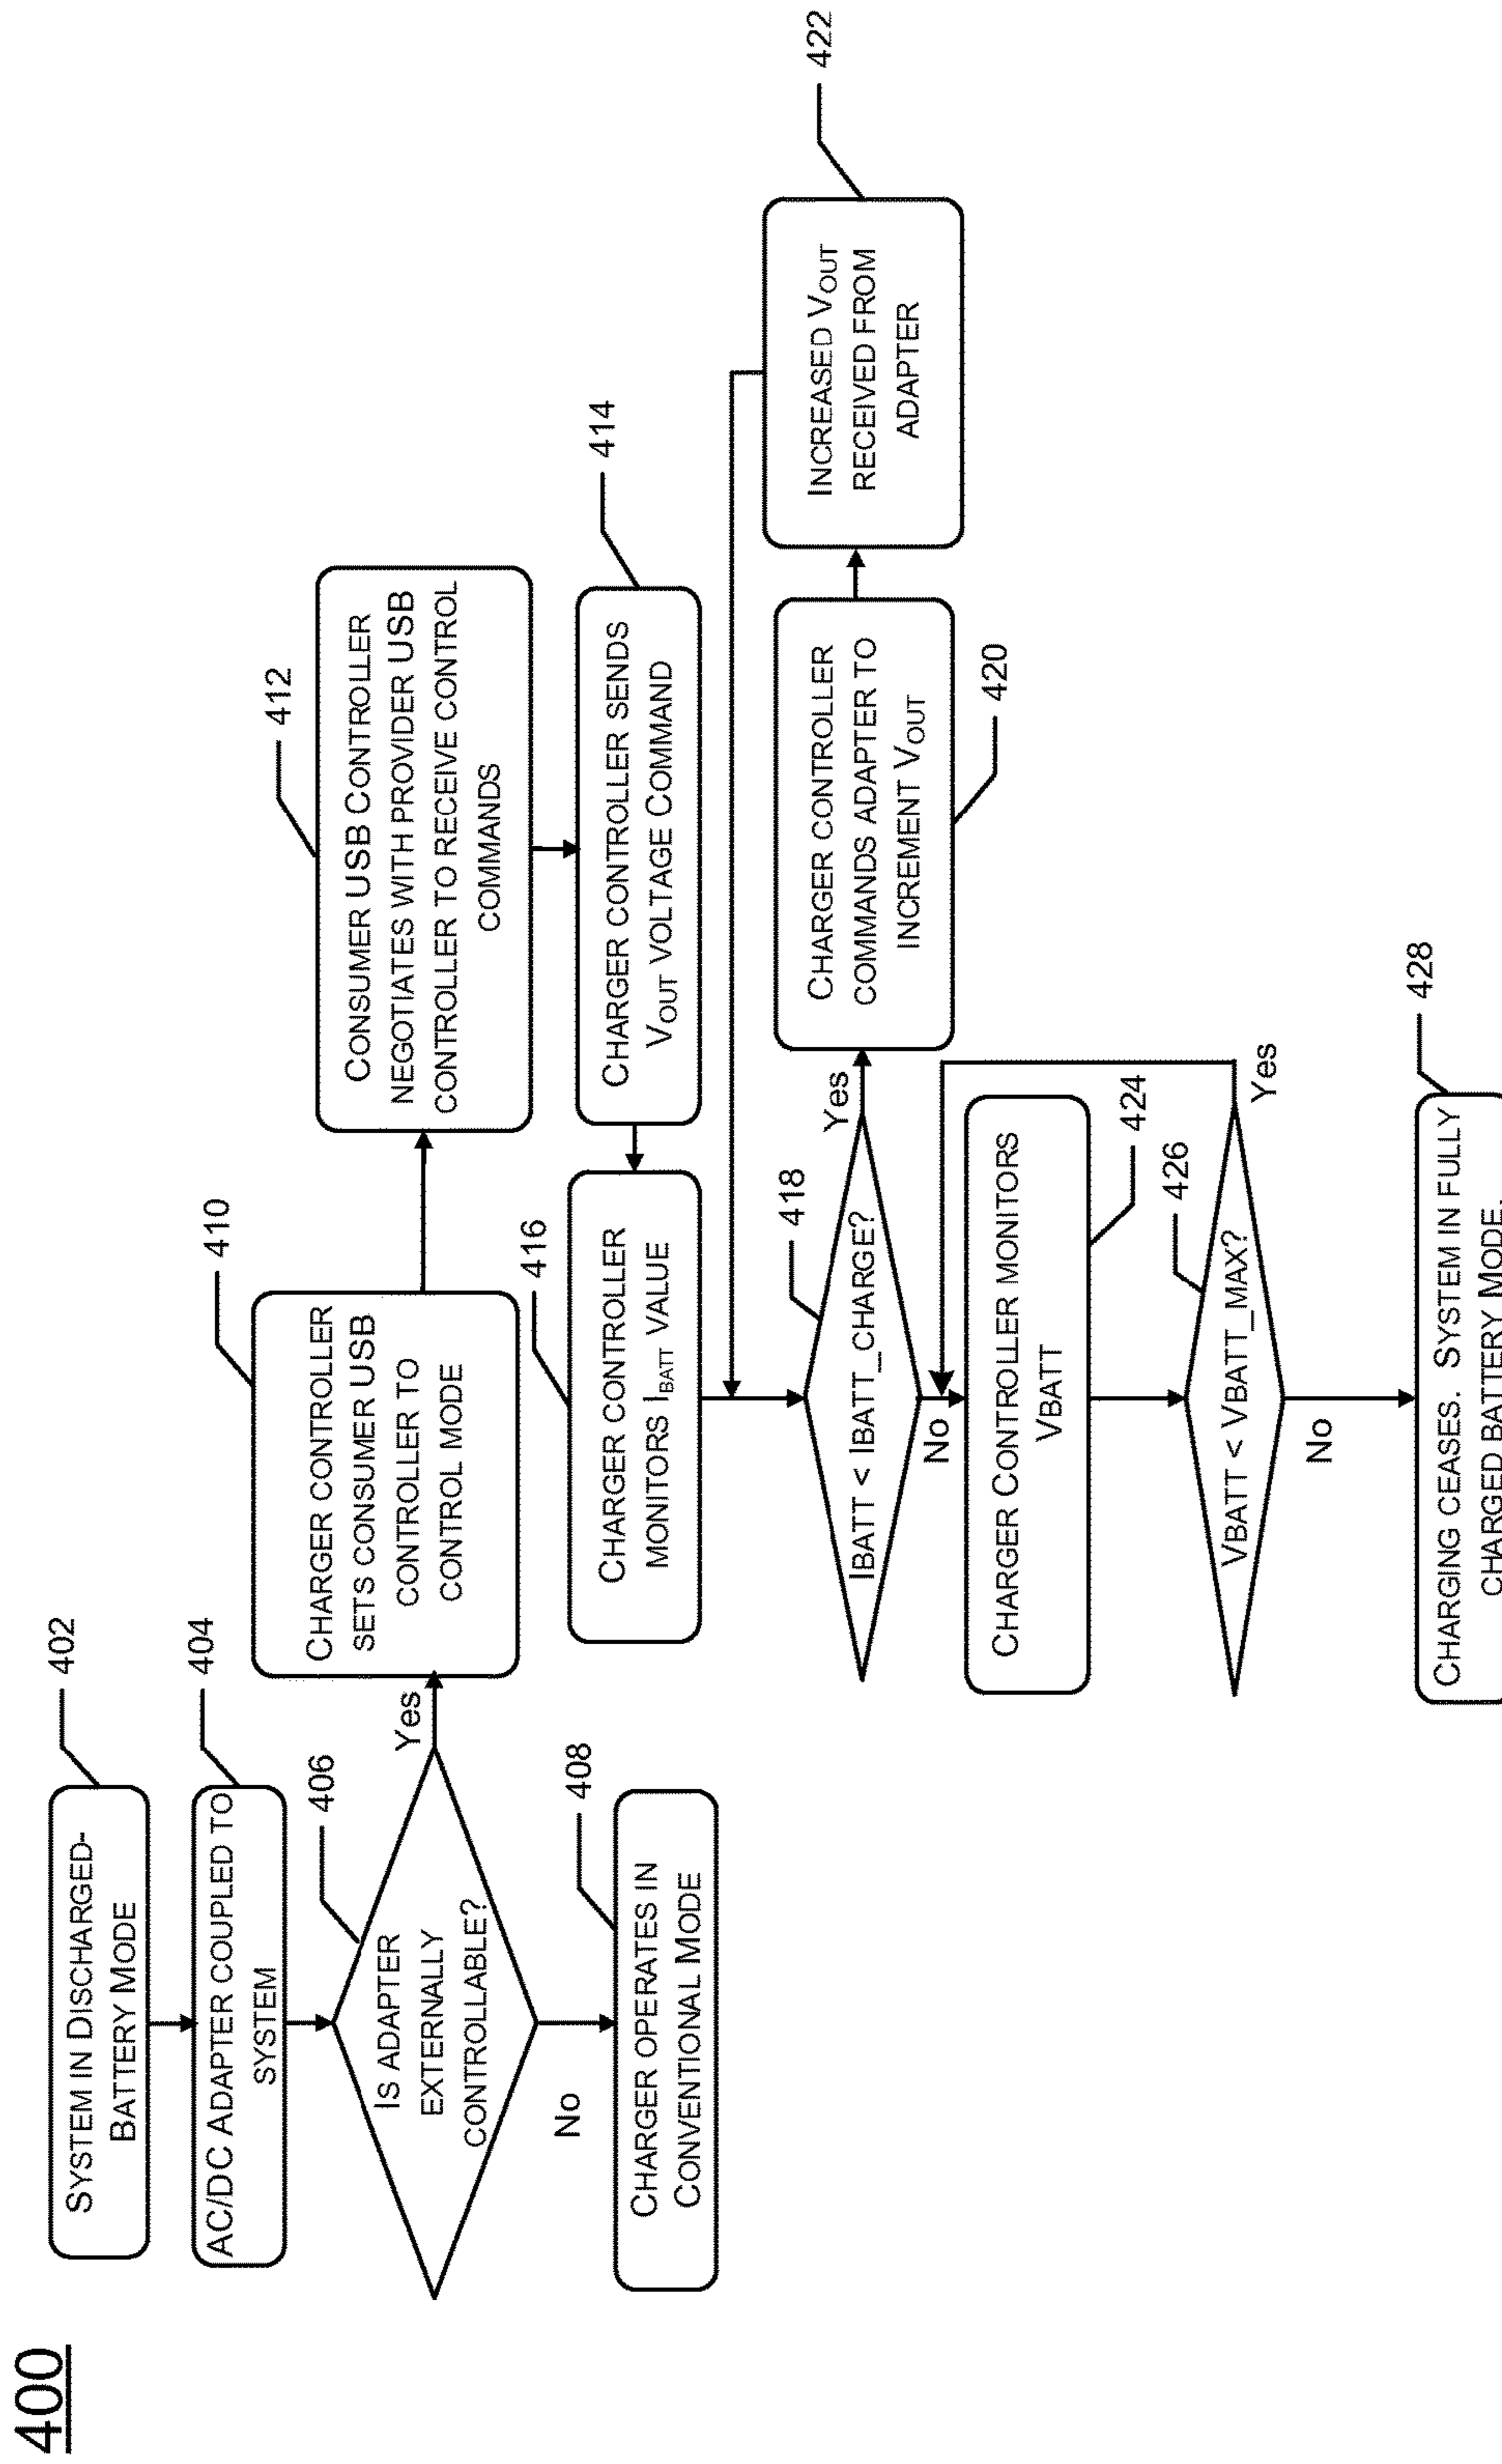 400
402
SYSTEM IN DISCHARGED-
BATTERY MODE
404
AC/DC ADAPTER COUPLED TO
SYSTEM
406
IS ADAPTER
EXTERNALLY
CONTROLLABLE?
Yes
No
408
CHARGER OPERATES IN
CONVENTIONAL MODE
410
CHARGER CONTROLLER
SETS CONSUMER USB
CONTROLLER TO
CONTROL MODE
412
CONSUMER USB CONTROLLER
NEGOTIATES WITH PROVIDER USB
CONTROLLER TO RECEIVE CONTROL
COMMANDS
414
CHARGER CONTROLLER SENDS
VOUT VOLTAGE COMMAND
416
CHARGER CONTROLLER
MONITORS IBATT VALUE
418
IBATT < IBATT_CHARGE?
Yes
No
420
CHARGER CONTROLLER
COMMANDS ADAPTER TO
INCREMENT VOUT
422
INCREASED VOUT
RECEIVED FROM
ADAPTER
424
CHARGER CONTROLLER MONITORS
VBATT
426
VBATT < VBATT_MAX?
Yes
No
428
CHARGING CEASES. SYSTEM IN FULLY
CHARGED BATTERY MODE.